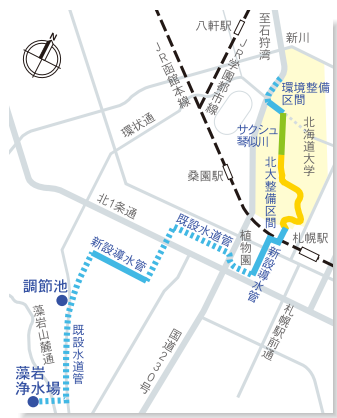 N
八軒駅
至石狩湾
新川
JR函館本線
JR学園都市線
環境整備
区間
環状通
サクシュ
琴似川
北海道大学
桑園駅
北大整備区間
北1条通
既設水道管
植物園
札幌駅
新設導水管
新設導水管
調節池
藻岩山麓通
既設水道管
国道230号
札幌駅前通
藻岩
浄水場